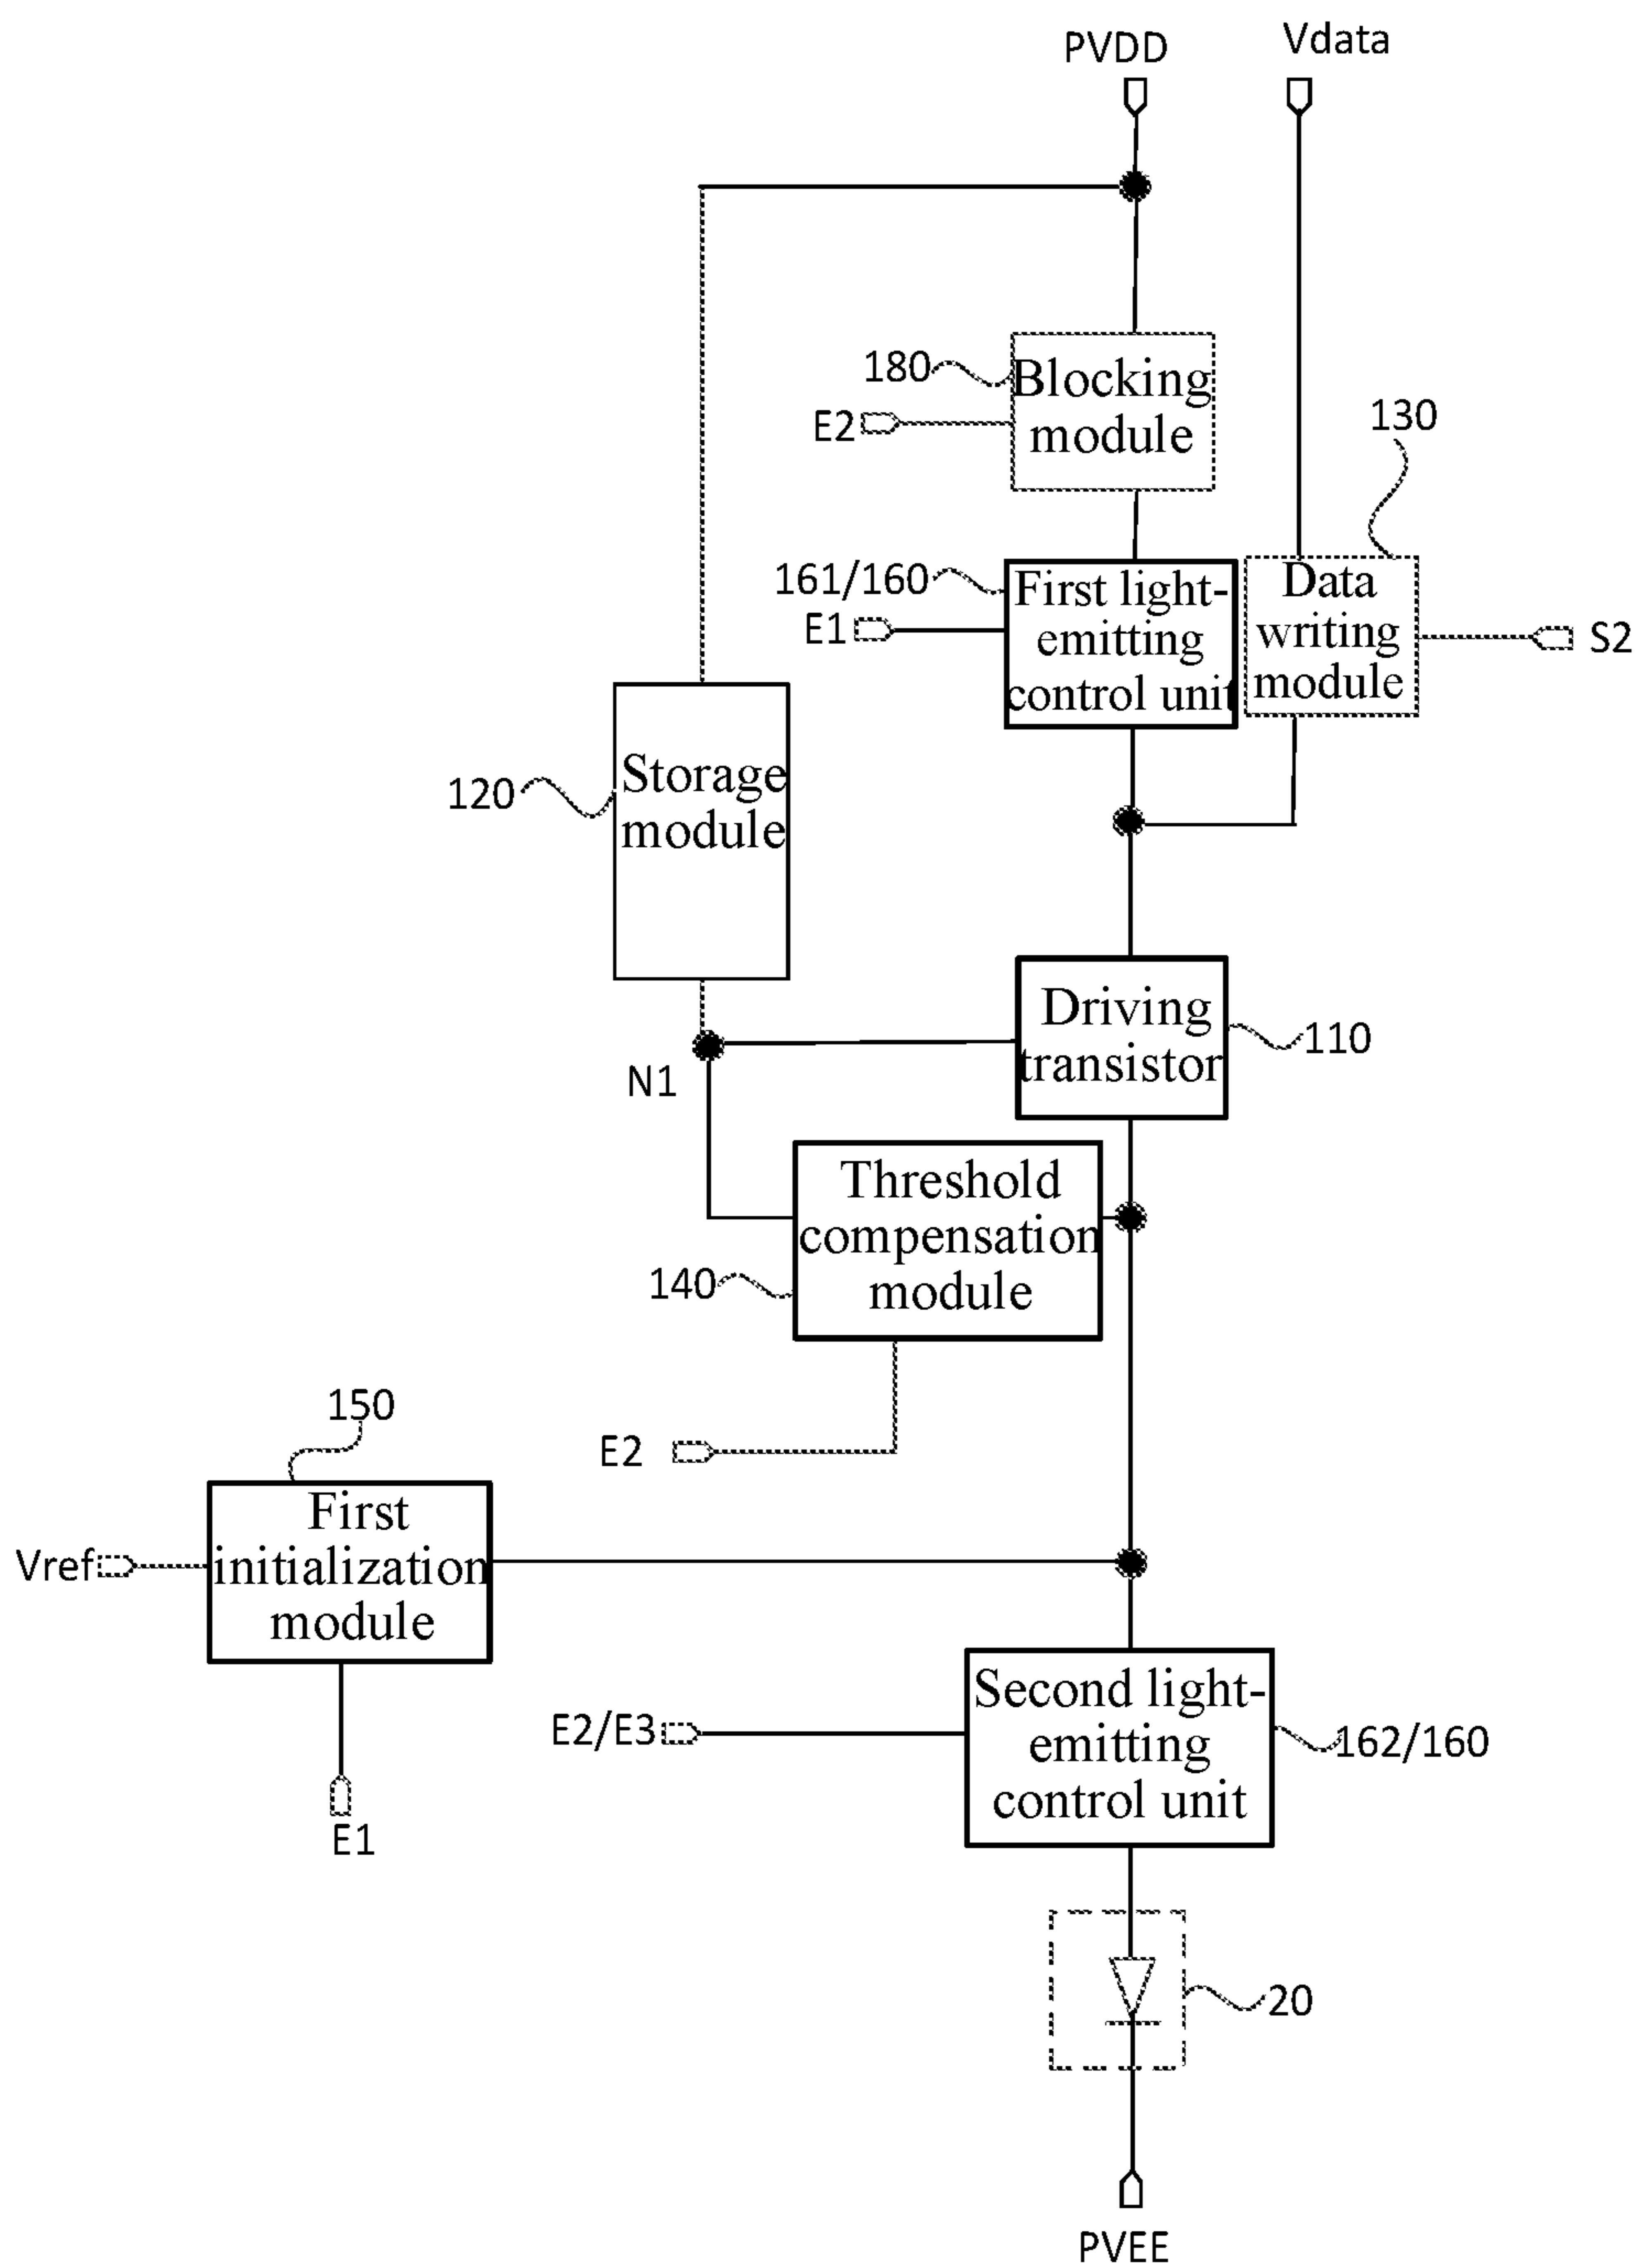 PVDD
Vdata
180
Blocking
module
E2
130
161/160
First light-
emitting
control unit
E1
Data
writing
module
S2
120
Storage
module
Driving
transistor
110
N1
Threshold
compensation
module
140
E2
150
First
initialization
module
Vref
E1
Second light-
emitting
control unit
E2/E3
162/160
20
PVEE